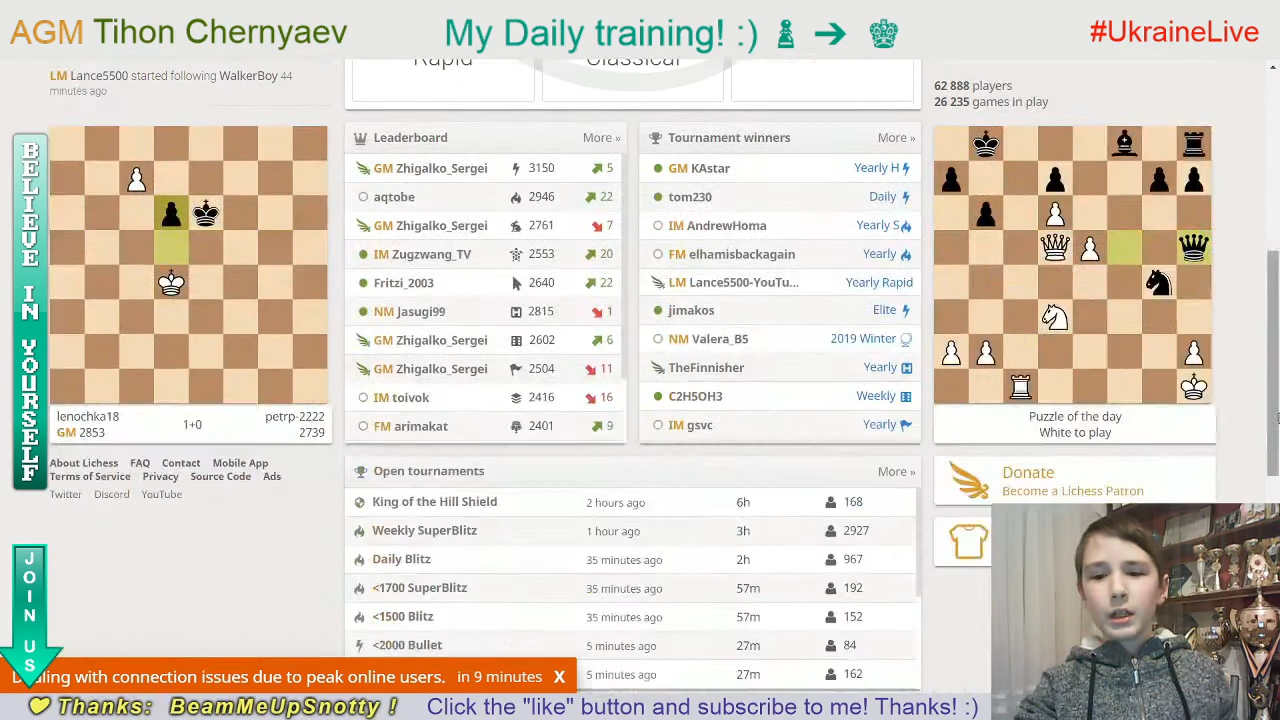 AGM Tihon Chernyaev
My Daily training! :)
#UkraineLive
LM Lance5500 started following WalkerBoy 44
minutes ago
Rapid
Classical
62 888 players
26 235 games in play
BELIEVE IN YOURSELF
lenochka18
GM 2853
1+0
petrp-2222
2739
About Lichess FAQ Contact Mobile App
Terms of Service Privacy Source Code Ads
Twitter Discord YouTube
Leaderboard More »
GM Zhigalko_Sergei 3150 5
aqtobe 2946 22
GM Zhigalko_Sergei 2761 7
IM Zugzwang_TV 2553 20
Fritzi_2003 2640 22
NM Jasugi99 2815 1
GM Zhigalko_Sergei 2602 6
GM Zhigalko_Sergei 2504 11
IM toivok 2416 16
FM arimakat 2401 9
Tournament winners More »
GM KAstar Yearly H
tom230 Daily
IM AndrewHoma Yearly S
FM elhamisbackagain Yearly
LM Lance5500-YouTu... Yearly Rapid
jimakos Elite
NM Valera_B5 2019 Winter
TheFinnisher Yearly
C2H5OH3 Weekly
IM gsvc Yearly
Open tournaments More »
King of the Hill Shield 2 hours ago 6h 168
Weekly SuperBlitz 1 hour ago 3h 2927
Daily Blitz 35 minutes ago 2h 967
<1700 SuperBlitz 35 minutes ago 57m 192
<1500 Blitz 35 minutes ago 57m 152
<2000 Bullet 5 minutes ago 27m 84
5 minutes ago 27m 162
Puzzle of the day
White to play
Donate
Become a Lichess Patron
JOIN US
with connection issues due to peak online users. in 9 minutes X
Thanks: BeamMeUpSnotty ! Click the "like" button and subscribe to me! Thanks! :)